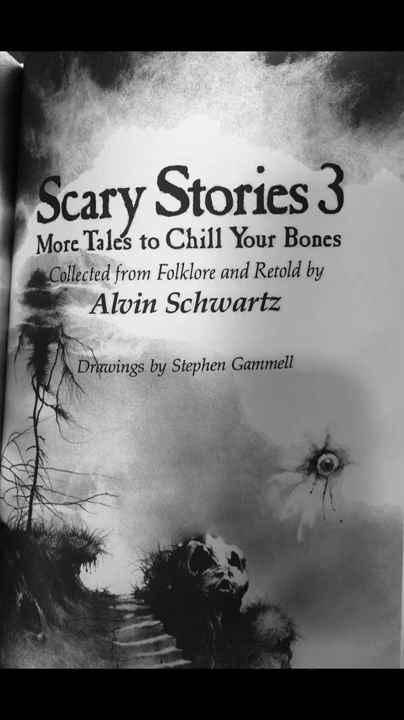 Scary Stories 3
More Tales to Chill Your Bones
Collected from Folklore and Retold by
Alvin Schwartz
Drawings by Stephen Gammell